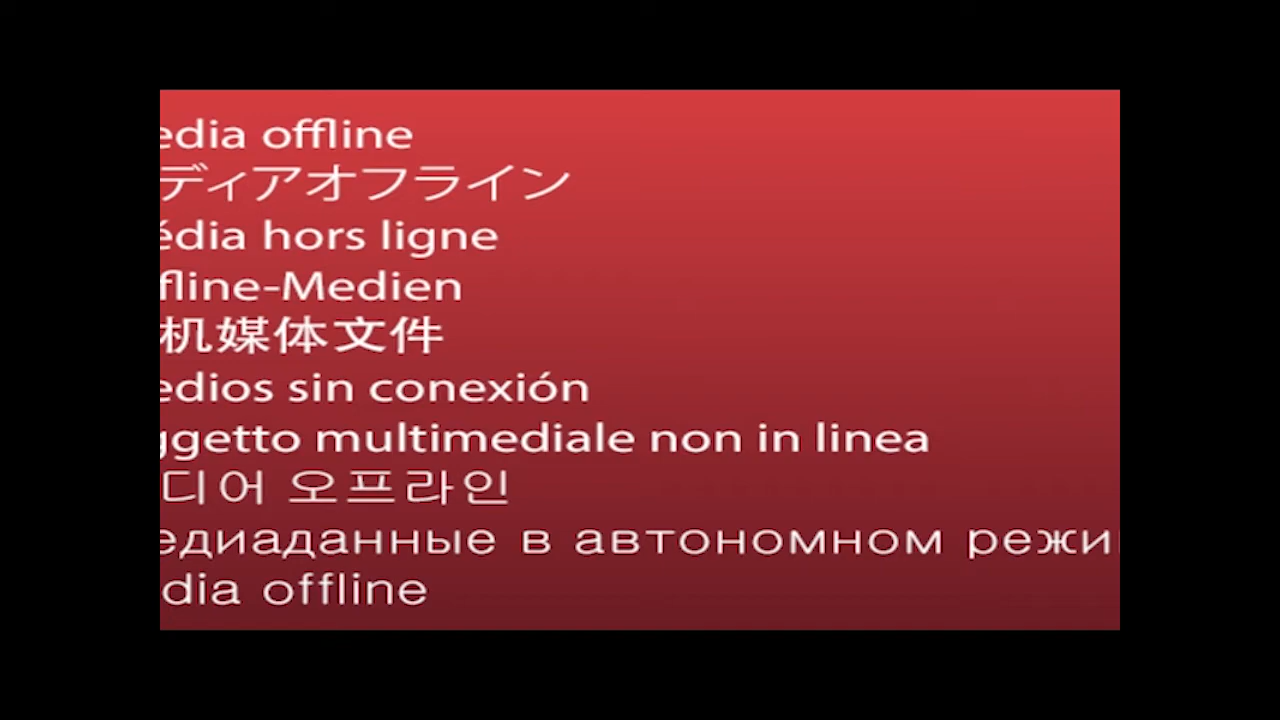 edia offline
ディアオフライン
édia hors ligne
fline-Medien
机媒体文件
edios sin conexión
ggetto multimediale non in linea
디어 오프라인
едиаданные в автономном режи
dia offline